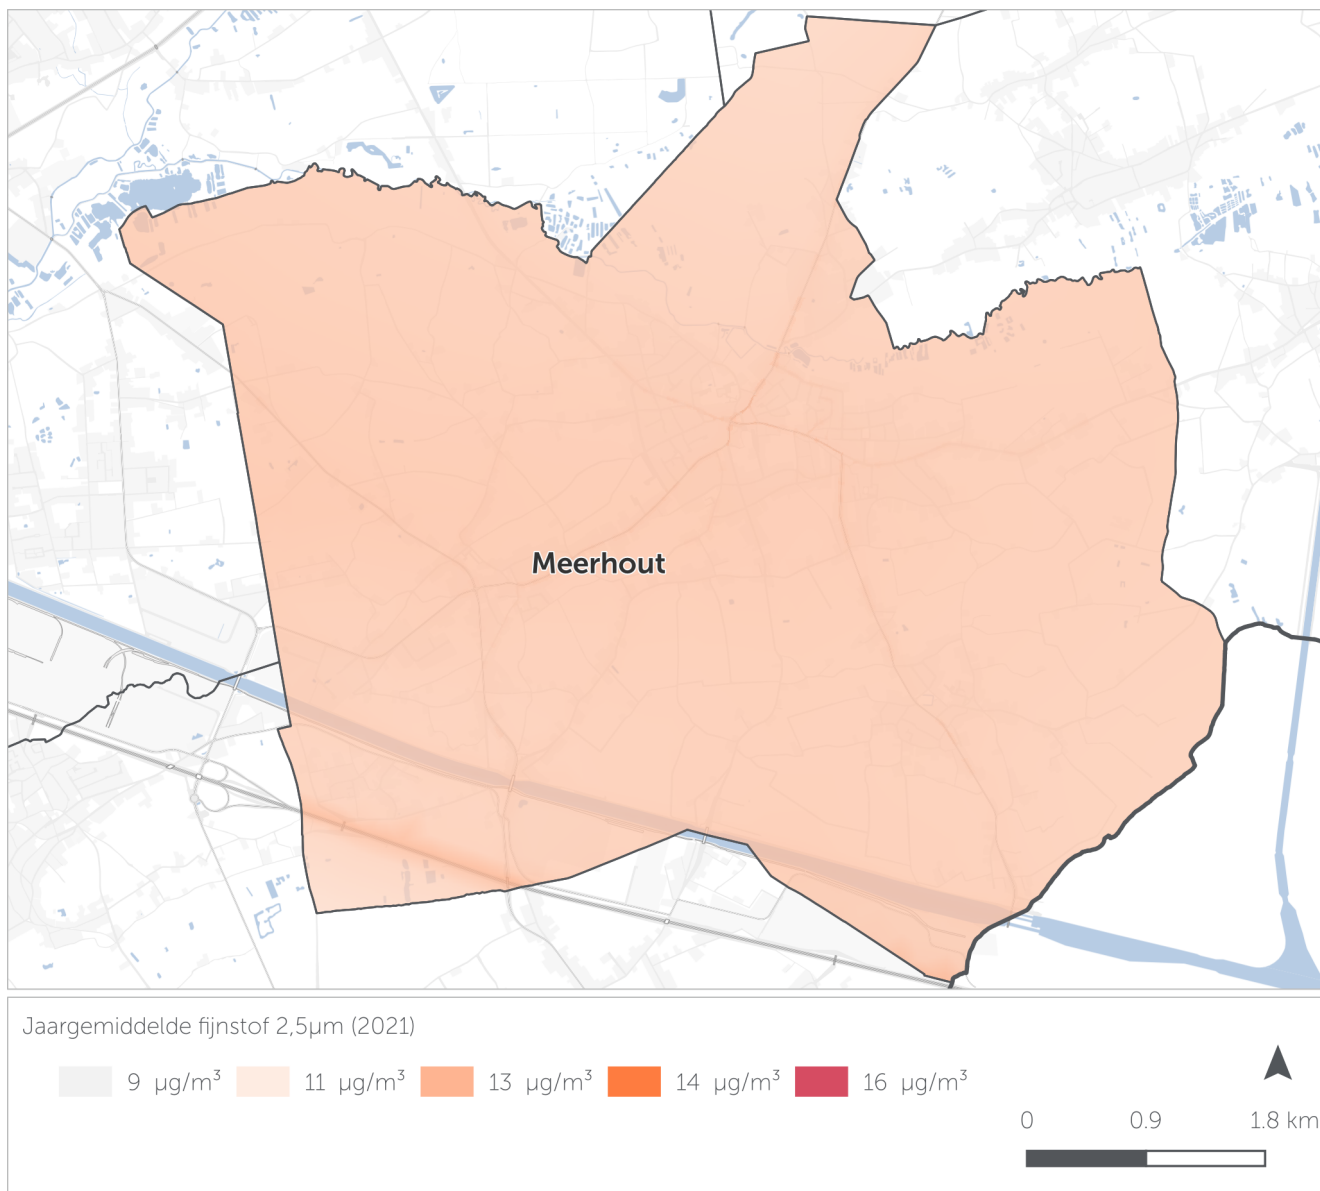 Meerhout
Jaargemiddelde fijnstof 2,5µm (2021)
9 µg/m³ 11 µg/m³ 13 µg/m³ 14 µg/m³ 16 µg/m³
0 0.9 1.8 km